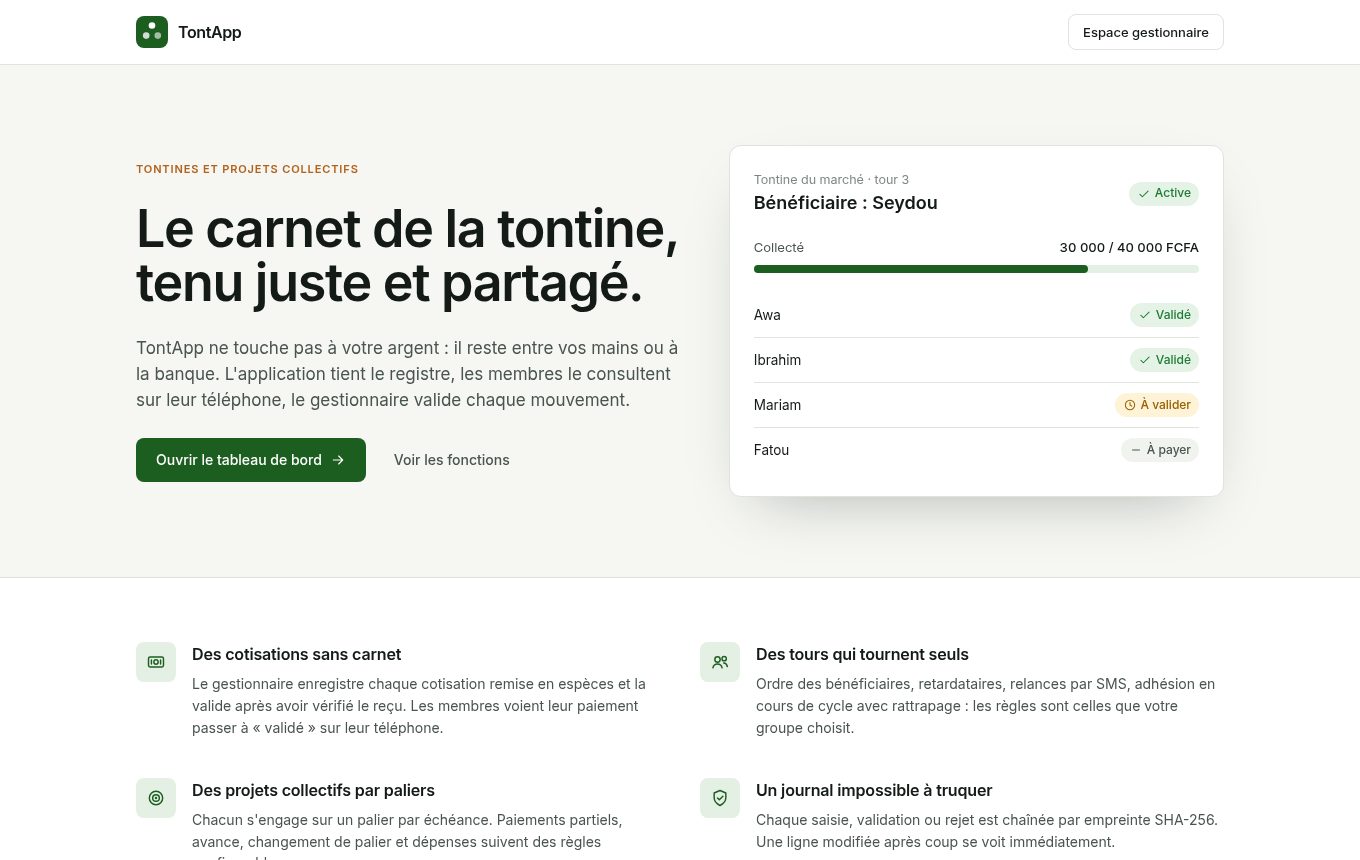 TontApp
Espace gestionnaire
TONTINES ET PROJETS COLLECTIFS
Le carnet de la tontine,
tenu juste et partagé.
TontApp ne touche pas à votre argent : il reste entre vos mains ou à
la banque. L'application tient le registre, les membres le consultent
sur leur téléphone, le gestionnaire valide chaque mouvement.
Ouvrir le tableau de bord →
Voir les fonctions
Tontine du marché · tour 3
Bénéficiaire : Seydou
Active
Collecté
30 000 / 40 000 FCFA
Awa
Validé
Ibrahim
Validé
Mariam
À valider
Fatou
À payer
Des cotisations sans carnet
Le gestionnaire enregistre chaque cotisation remise en espèces et la
valide après avoir vérifié le reçu. Les membres voient leur paiement
passer à « validé » sur leur téléphone.
Des tours qui tournent seuls
Ordre des bénéficiaires, retardataires, relances par SMS, adhésion en
cours de cycle avec rattrapage : les règles sont celles que votre
groupe choisit.
Des projets collectifs par paliers
Chacun s'engage sur un palier par échéance. Paiements partiels,
avance, changement de palier et dépenses suivent des règles
Un journal impossible à truquer
Chaque saisie, validation ou rejet est chaînée par empreinte SHA-256.
Une ligne modifiée après coup se voit immédiatement.